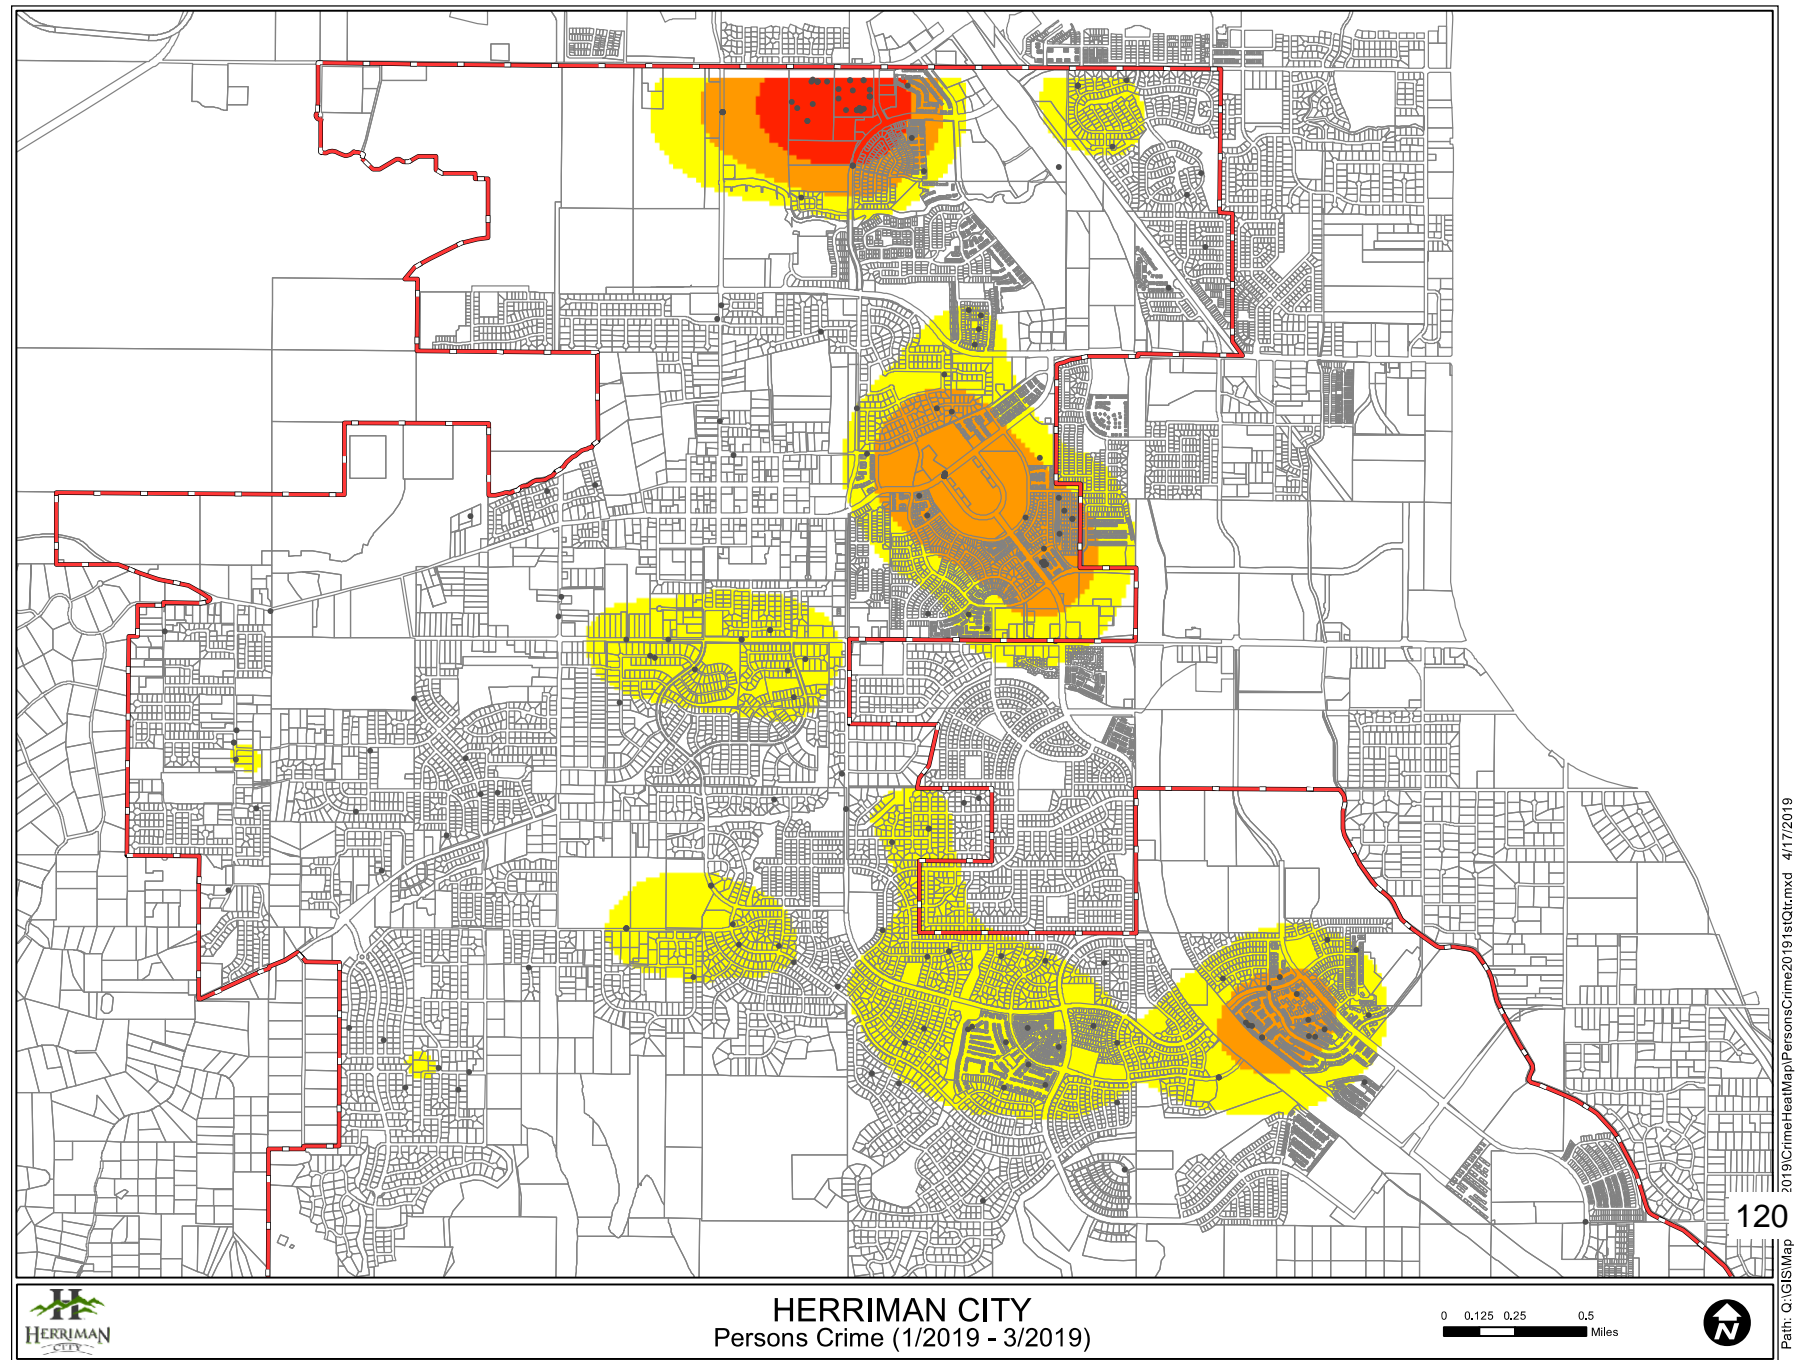 HERRIMAN CITY
Persons Crime (1/2019 - 3/2019)
HERRIMAN
CITY
0 0.125 0.25 0.5
Miles
N
120
Path: Q:\GIS\Map 2019\CrimeHeatMap\PersonsCrime20191stQtr.mxd 4/17/2019